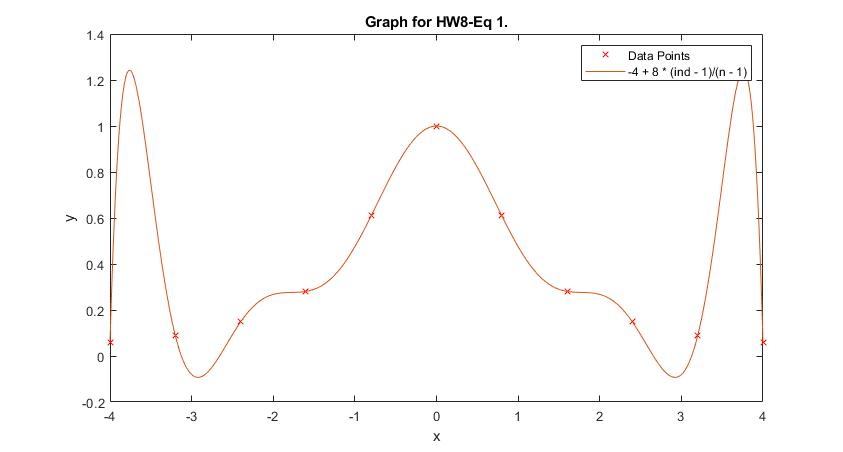 Graph for HW8-Eq 1.
Data Points
-4 + 8 * (ind - 1)/(n - 1)
1.4
1.2
1
0.8
0.6
0.4
0.2
0
-0.2
y
-4 -3 -2 -1 0 1 2 3 4
x